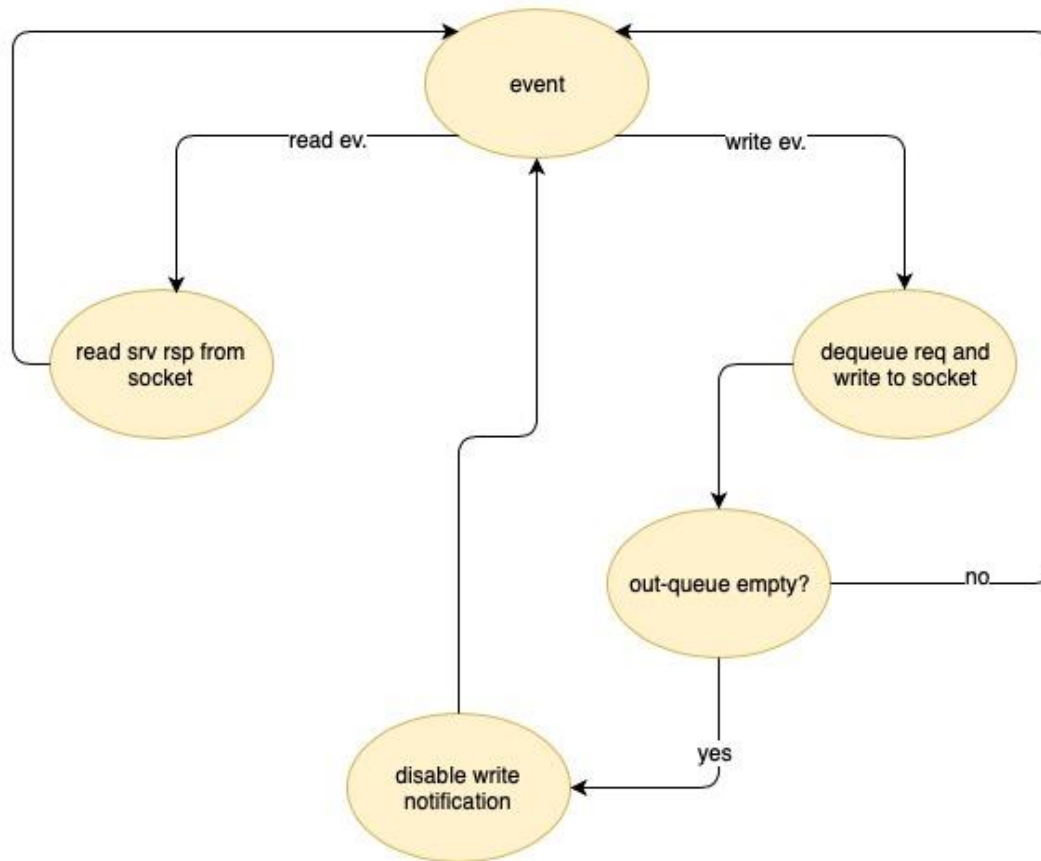 event
read ev.
write ev.
read srv rsp from
socket
dequeue req and
write to socket
out-queue empty?
no
yes
disable write
notification